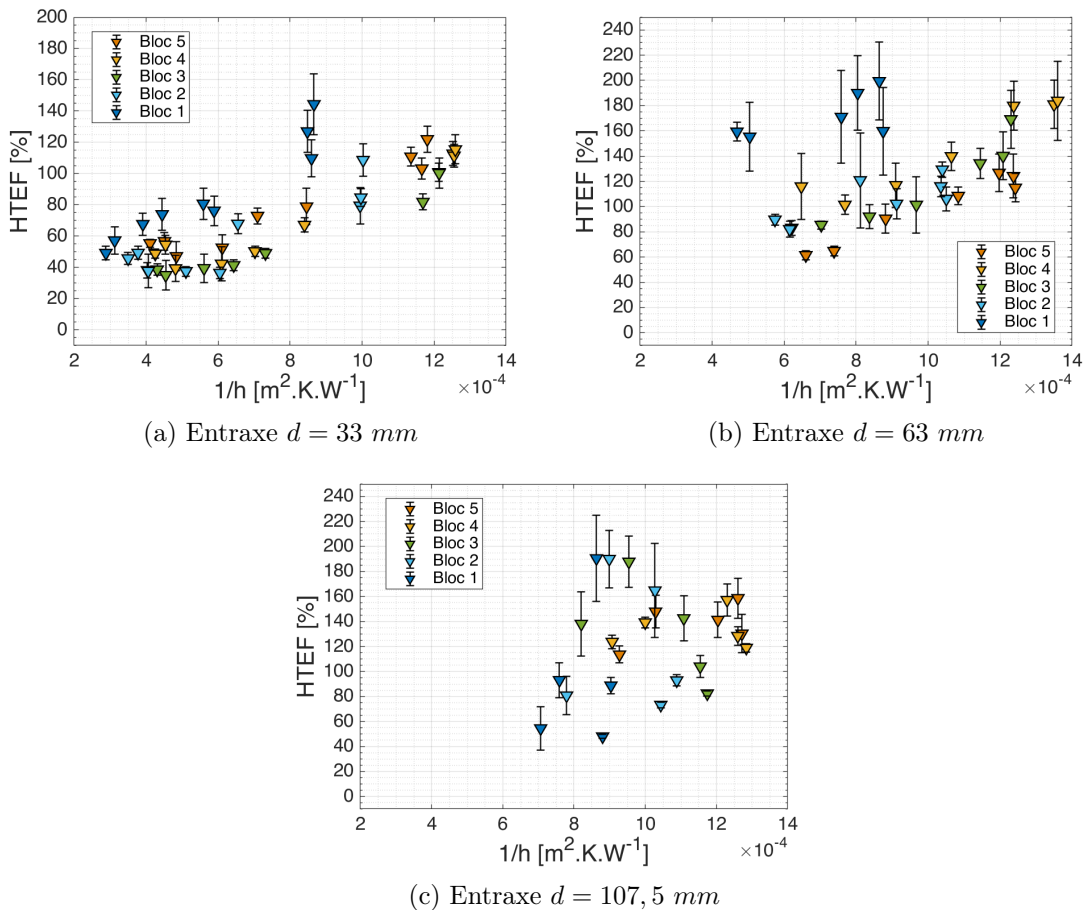 200
180
160
140
120
100
80
60
40
20
0
HTEF [%]
Bloc 5
Bloc 4
Bloc 3
Bloc 2
Bloc 1
2 4 6 8 10 12 14
1/h [m².K.W⁻¹]
×10⁻⁴
(a) Entraxe d = 33 mm
240
220
200
180
160
140
120
100
80
60
40
20
0
HTEF [%]
Bloc 5
Bloc 4
Bloc 3
Bloc 2
Bloc 1
2 4 6 8 10 12 14
1/h [m².K.W⁻¹]
×10⁻⁴
(b) Entraxe d = 63 mm
240
220
200
180
160
140
120
100
80
60
40
20
0
HTEF [%]
Bloc 5
Bloc 4
Bloc 3
Bloc 2
Bloc 1
2 4 6 8 10 12 14
1/h [m².K.W⁻¹]
×10⁻⁴
(c) Entraxe d = 107, 5 mm